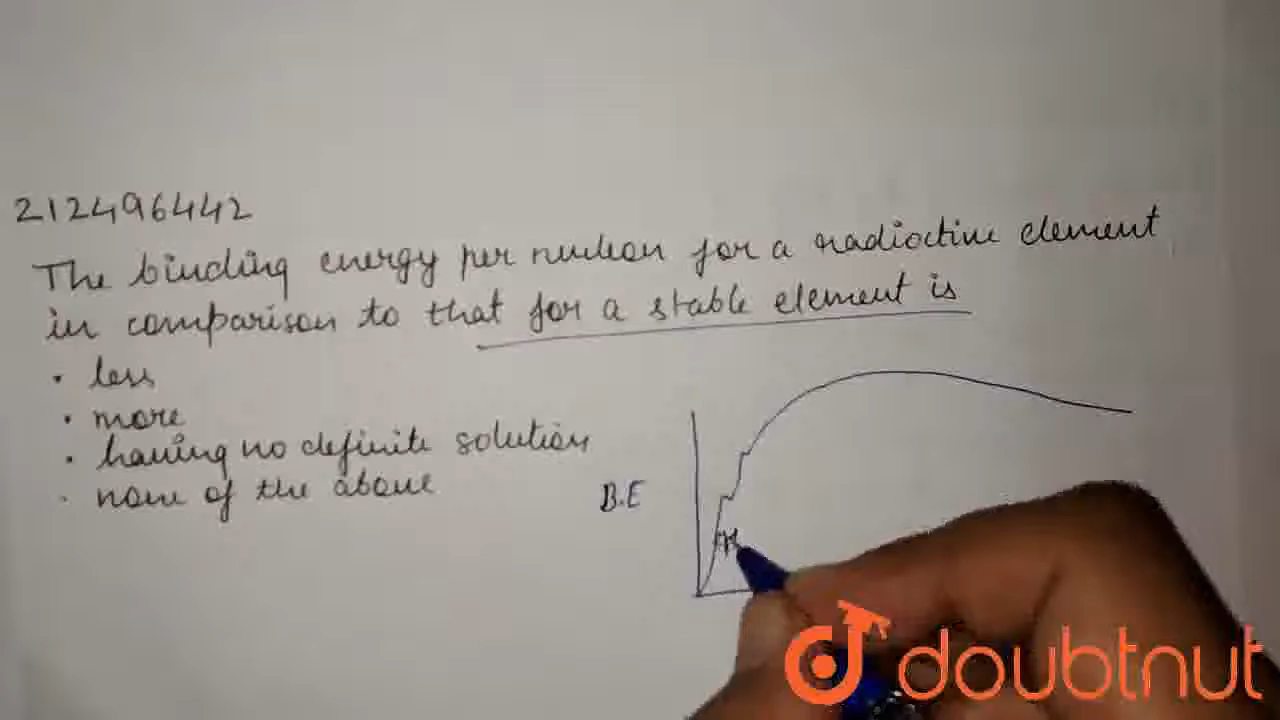 212496442
The binding energy per nucleon for a radioctive element
in comparison to that for a stable element is
• less
• more
• having no definite solution
• none of the above
B.E
H
doubtnut